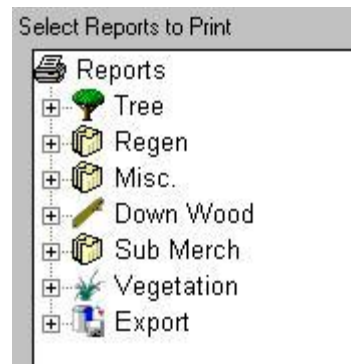 Select Reports to Print
Reports
Tree
Regen
Misc.
Down Wood
Sub Merch
Vegetation
Export